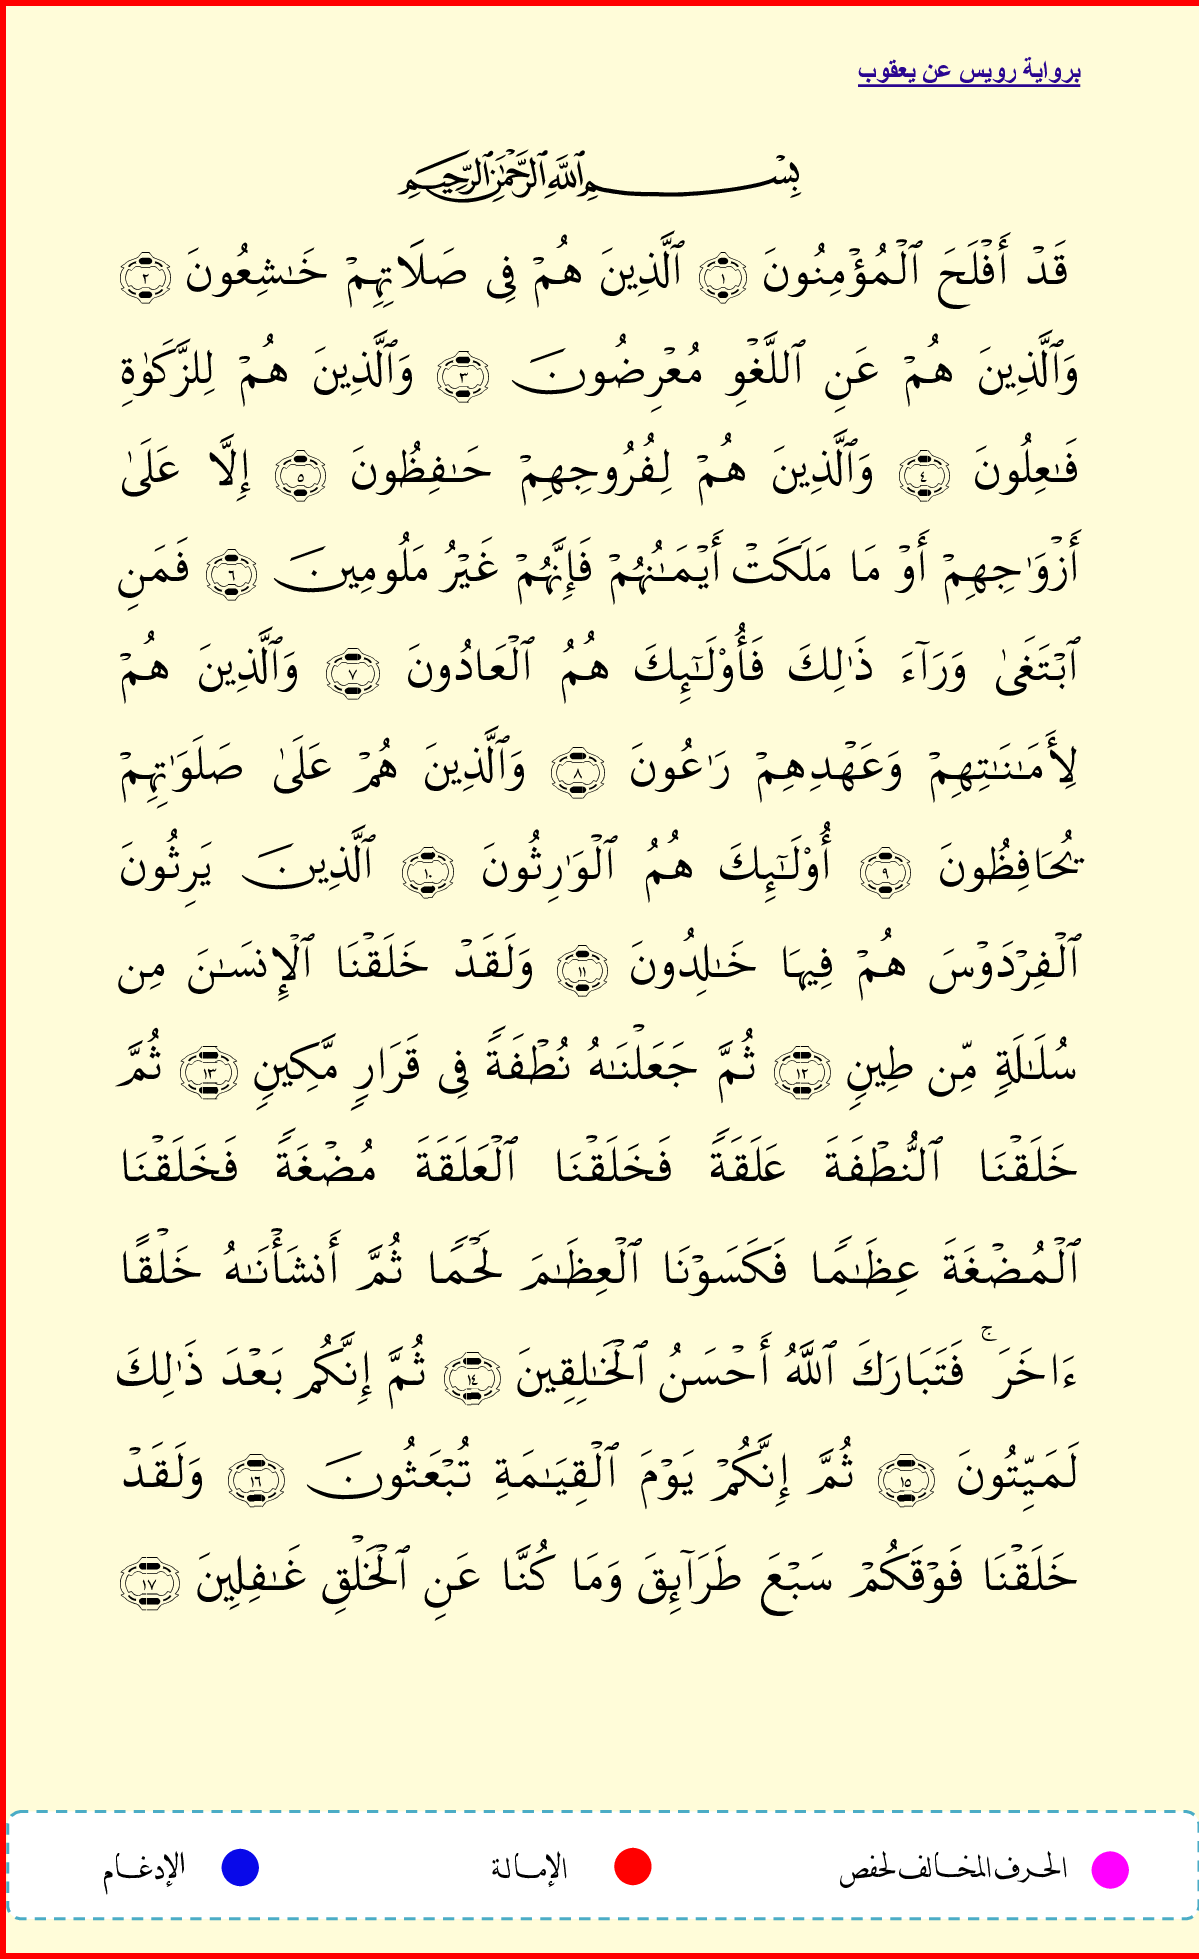 برواية رويس عن يعقوب
بِسْمِ ٱللَّهِ ٱلرَّحْمَٰنِ ٱلرَّحِيمِ
قَدْ أَفْلَحَ ٱلْمُؤْمِنُونَ ١ ٱلَّذِينَ هُمْ فِى صَلَاتِهِمْ خَٰشِعُونَ ٢
وَٱلَّذِينَ هُمْ عَنِ ٱللَّغْوِ مُعْرِضُونَ ٣ وَٱلَّذِينَ هُمْ لِلزَّكَوٰةِ
فَٰعِلُونَ ٤ وَٱلَّذِينَ هُمْ لِفُرُوجِهِمْ حَٰفِظُونَ ٥ إِلَّا عَلَىٰ
أَزْوَٰجِهِمْ أَوْ مَا مَلَكَتْ أَيْمَٰنُهُمْ فَإِنَّهُمْ غَيْرُ مَلُومِينَ ٦ فَمَنِ
ٱبْتَغَىٰ وَرَآءَ ذَٰلِكَ فَأُو۟لَٰٓئِكَ هُمُ ٱلْعَادُونَ ٧ وَٱلَّذِينَ هُمْ
لِأَمَٰنَٰتِهِمْ وَعَهْدِهِمْ رَٰعُونَ ٨ وَٱلَّذِينَ هُمْ عَلَىٰ صَلَوَٰتِهِمْ
يُحَافِظُونَ ٩ أُو۟لَٰٓئِكَ هُمُ ٱلْوَٰرِثُونَ ١٠ ٱلَّذِينَ يَرِثُونَ
ٱلْفِرْدَوْسَ هُمْ فِيهَا خَٰلِدُونَ ١١ وَلَقَدْ خَلَقْنَا ٱلْإِنسَٰنَ مِن
سُلَٰلَةٍ مِّن طِينٍ ١٢ ثُمَّ جَعَلْنَٰهُ نُطْفَةً فِى قَرَارٍ مَّكِينٍ ١٣ ثُمَّ
خَلَقْنَا ٱلنُّطْفَةَ عَلَقَةً فَخَلَقْنَا ٱلْعَلَقَةَ مُضْغَةً فَخَلَقْنَا
ٱلْمُضْغَةَ عِظَٰمًا فَكَسَوْنَا ٱلْعِظَٰمَ لَحْمًا ثُمَّ أَنشَأْنَٰهُ خَلْقًا
ءَاخَرَ ۚ فَتَبَارَكَ ٱللَّهُ أَحْسَنُ ٱلْخَٰلِقِينَ ١٤ ثُمَّ إِنَّكُم بَعْدَ ذَٰلِكَ
لَمَيِّتُونَ ١٥ ثُمَّ إِنَّكُمْ يَوْمَ ٱلْقِيَٰمَةِ تُبْعَثُونَ ١٦ وَلَقَدْ
خَلَقْنَا فَوْقَكُمْ سَبْعَ طَرَآئِقَ وَمَا كُنَّا عَنِ ٱلْخَلْقِ غَٰفِلِينَ ١٧
الحرف المخالف لحفص الإمالة الإدغام